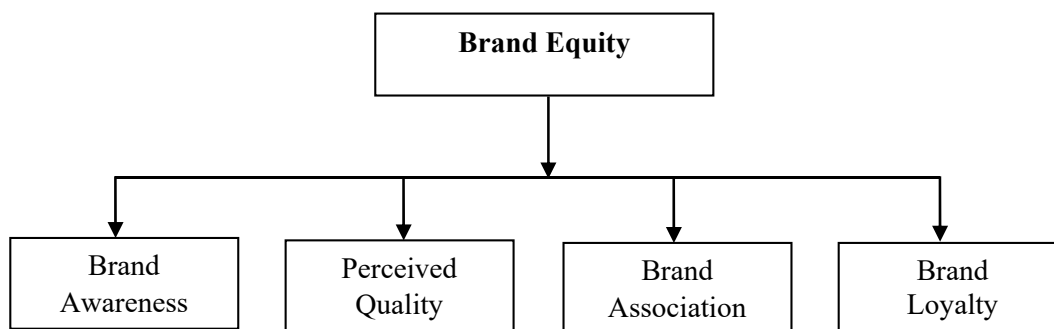 Brand Equity
Brand
Awareness
Perceived
Quality
Brand
Association
Brand
Loyalty